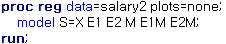 proc reg data=salary2 plots=none;
model S=X E1 E2 M E1M E2M;
run;